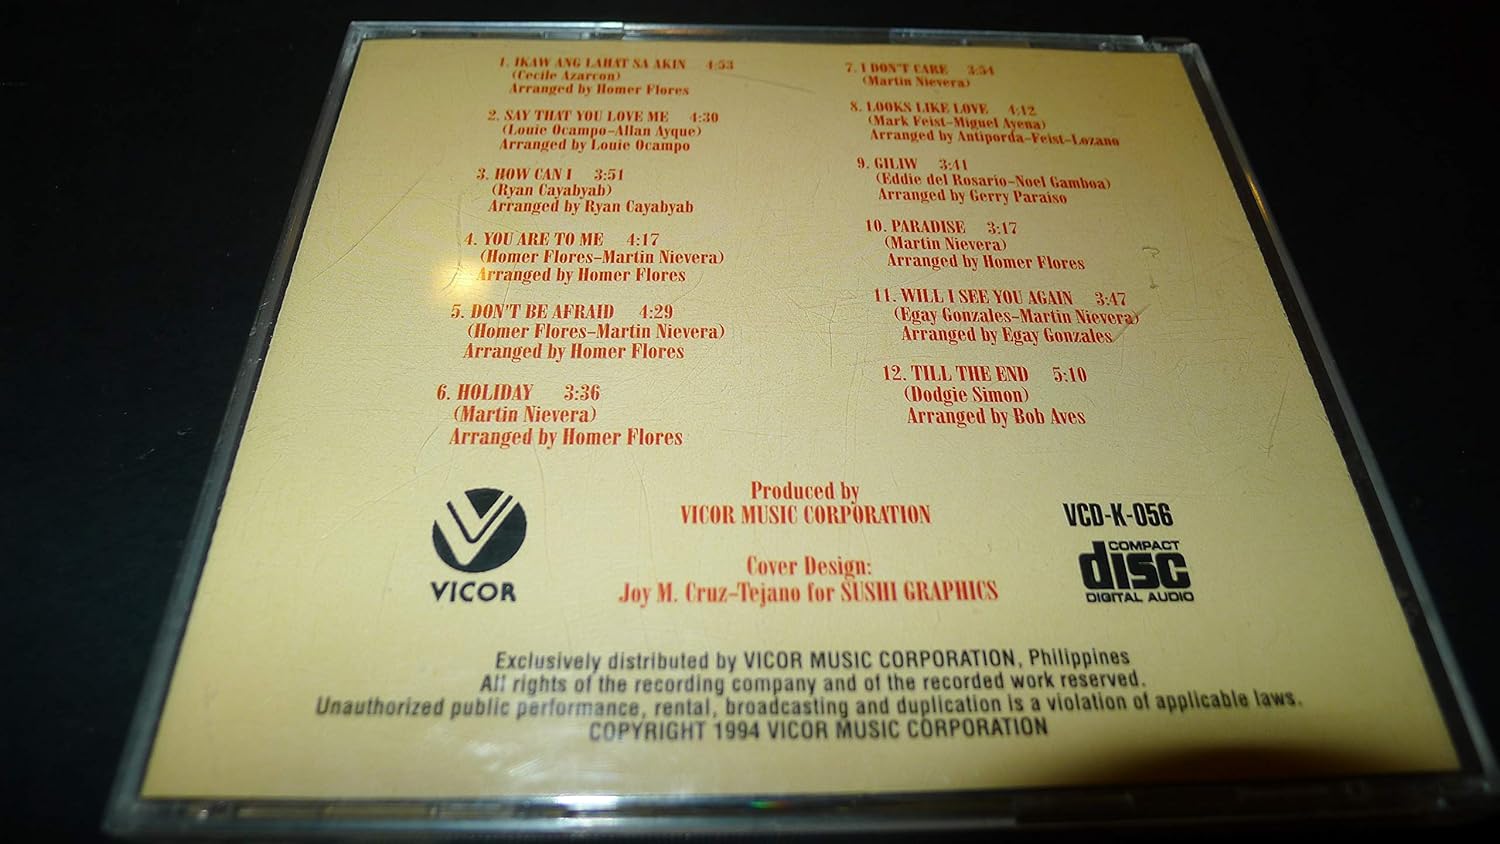 1. IKAW ANG LAHAT SA AKIN 4:53
(Cecile Azarcon)
Arranged by Homer Flores
2. SAY THAT YOU LOVE ME 4:30
(Louie Ocampo-Allan Ayque)
Arranged by Louie Ocampo
3. HOW CAN I 3:51
(Ryan Cayabyab)
Arranged by Ryan Cayabyab
4. YOU ARE TO ME 4:17
(Homer Flores-Martin Nievera)
Arranged by Homer Flores
5. DON'T BE AFRAID 4:29
(Homer Flores-Martin Nievera)
Arranged by Homer Flores
6. HOLIDAY 3:36
(Martin Nievera)
Arranged by Homer Flores
7. I DON'T CARE 3:54
(Martin Nievera)
8. LOOKS LIKE LOVE 4:12
(Mark Feist-Miguel Ayena)
Arranged by Antiporda-Feist-Lozano
9. GILIW 3:41
(Eddie del Rosario-Noel Gamboa)
Arranged by Gerry Paraiso
10. PARADISE 3:17
(Martin Nievera)
Arranged by Homer Flores
11. WILL I SEE YOU AGAIN 3:47
(Egay Gonzales-Martin Nievera)
Arranged by Egay Gonzales
12. TILL THE END 5:10
(Dodgie Simon)
Arranged by Bob Aves
VICOR
Produced by
VICOR MUSIC CORPORATION
Cover Design:
Joy M. Cruz-Tejano for SUSHI GRAPHICS
VCD-K-056
COMPACT
disc
DIGITAL AUDIO
Exclusively distributed by VICOR MUSIC CORPORATION, Philippines
All rights of the recording company and of the recorded work reserved.
Unauthorized public performance, rental, broadcasting and duplication is a violation of applicable laws.
COPYRIGHT 1994 VICOR MUSIC CORPORATION